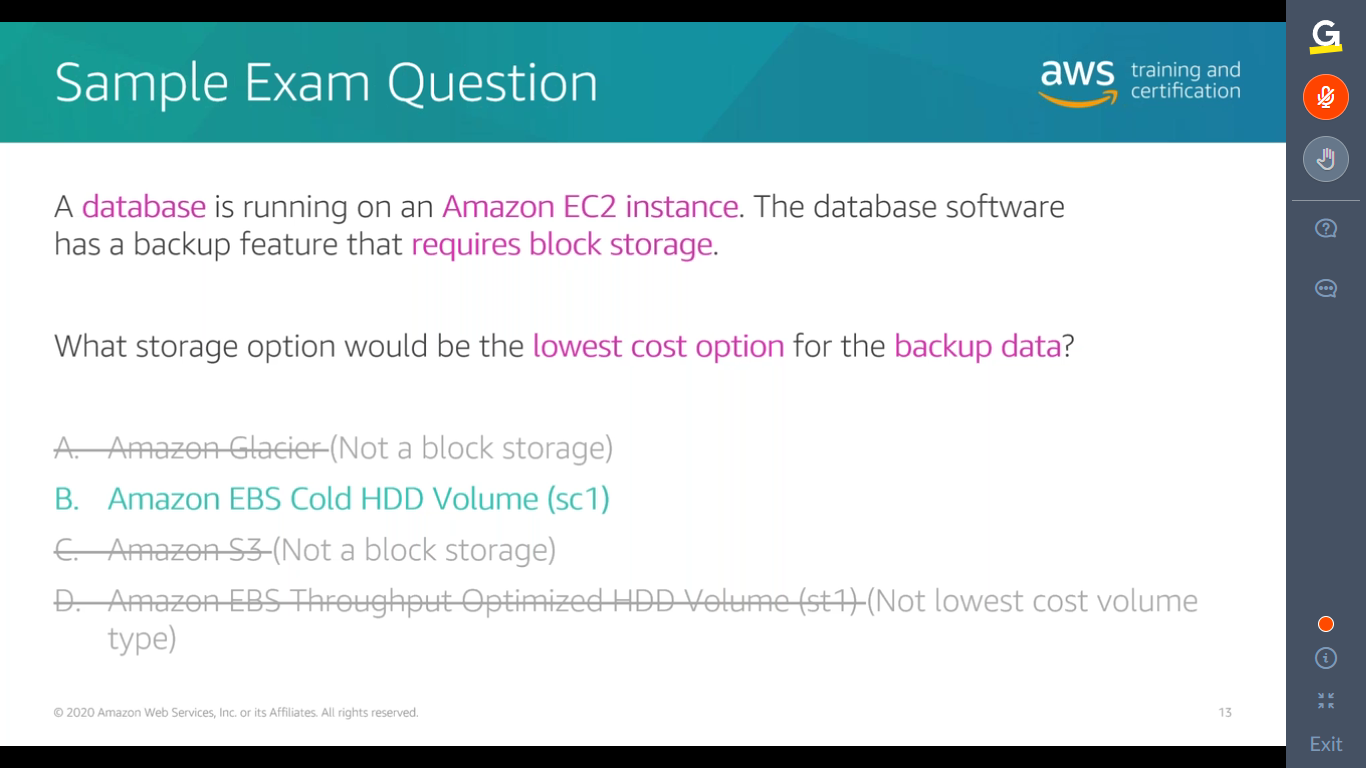 Sample Exam Question
aws training and
certification
A database is running on an Amazon EC2 instance. The database software
has a backup feature that requires block storage.
What storage option would be the lowest cost option for the backup data?
A. Amazon Glacier (Not a block storage)
B. Amazon EBS Cold HDD Volume (sc1)
C. Amazon S3 (Not a block storage)
D. Amazon EBS Throughput Optimized HDD Volume (st1) (Not lowest cost volume
type)
© 2020 Amazon Web Services, Inc. or its Affiliates. All rights reserved.
13
G
Exit